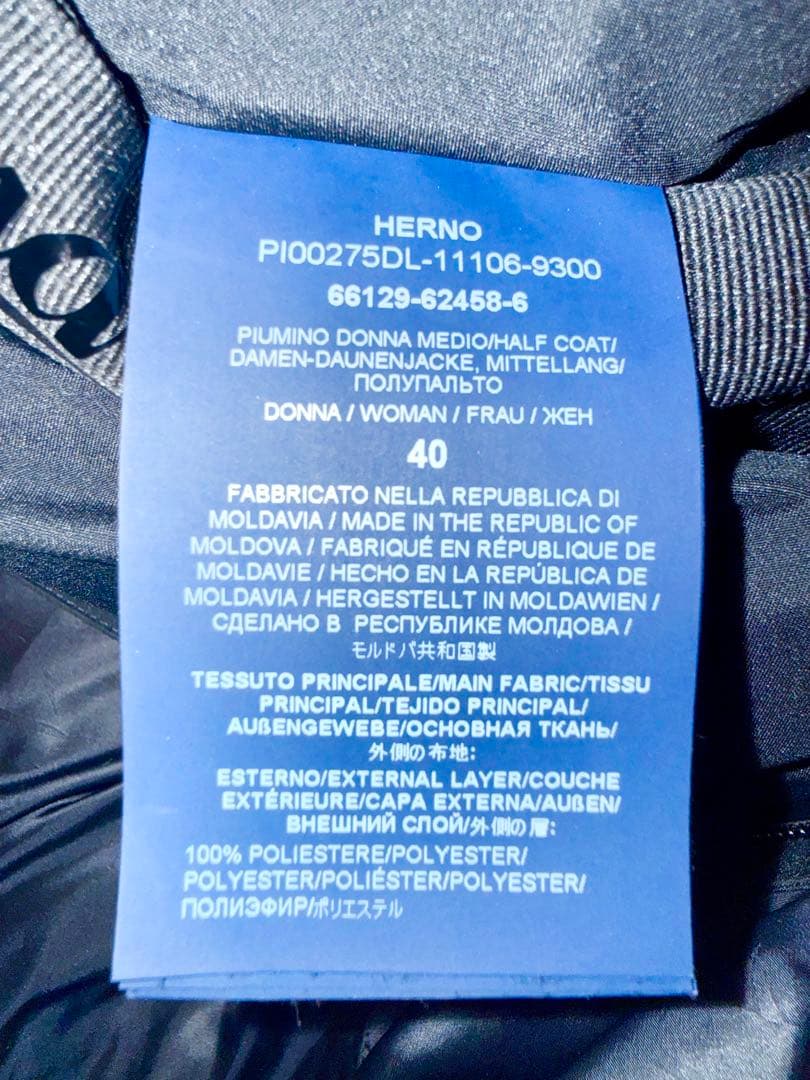 HERNO
PI00275DL-11106-9300
66129-62458-6
PIUMINO DONNA MEDIO/HALF COAT/
DAMEN-DAUNENJACKE, MITTELLANG/
ПОЛУПАЛЬТО
DONNA / WOMAN / FRAU / ЖЕН
40
FABBRICATO NELLA REPUBBLICA DI
MOLDAVIA / MADE IN THE REPUBLIC OF
MOLDOVA / FABRIQUÉ EN RÉPUBLIQUE DE
MOLDAVIE / HECHO EN LA REPÚBLICA DE
MOLDAVIA / HERGESTELLT IN MOLDAWIEN /
СДЕЛАНО В РЕСПУБЛИКЕ МОЛДОВА /
モルドバ共和国製
TESSUTO PRINCIPALE/MAIN FABRIC/TISSU
PRINCIPAL/TEJIDO PRINCIPAL/
AUßENGEWEBE/ОСНОВНАЯ ТКАНЬ/
外側の布地:
ESTERNO/EXTERNAL LAYER/COUCHE
EXTÉRIEURE/CAPA EXTERNA/AUßEN/
ВНЕШНИЙ СЛОЙ/外側の層:
100% POLIESTERE/POLYESTER/
POLYESTER/POLIÉSTER/POLYESTER/
ПОЛИЭФИР/ポリエステル